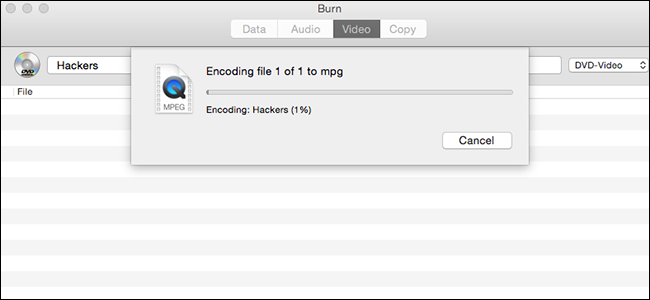 Burn
Data Audio Video Copy
Hackers DVD-Video
File
Encoding file 1 of 1 to mpg
MPEG
Encoding: Hackers (1%)
Cancel